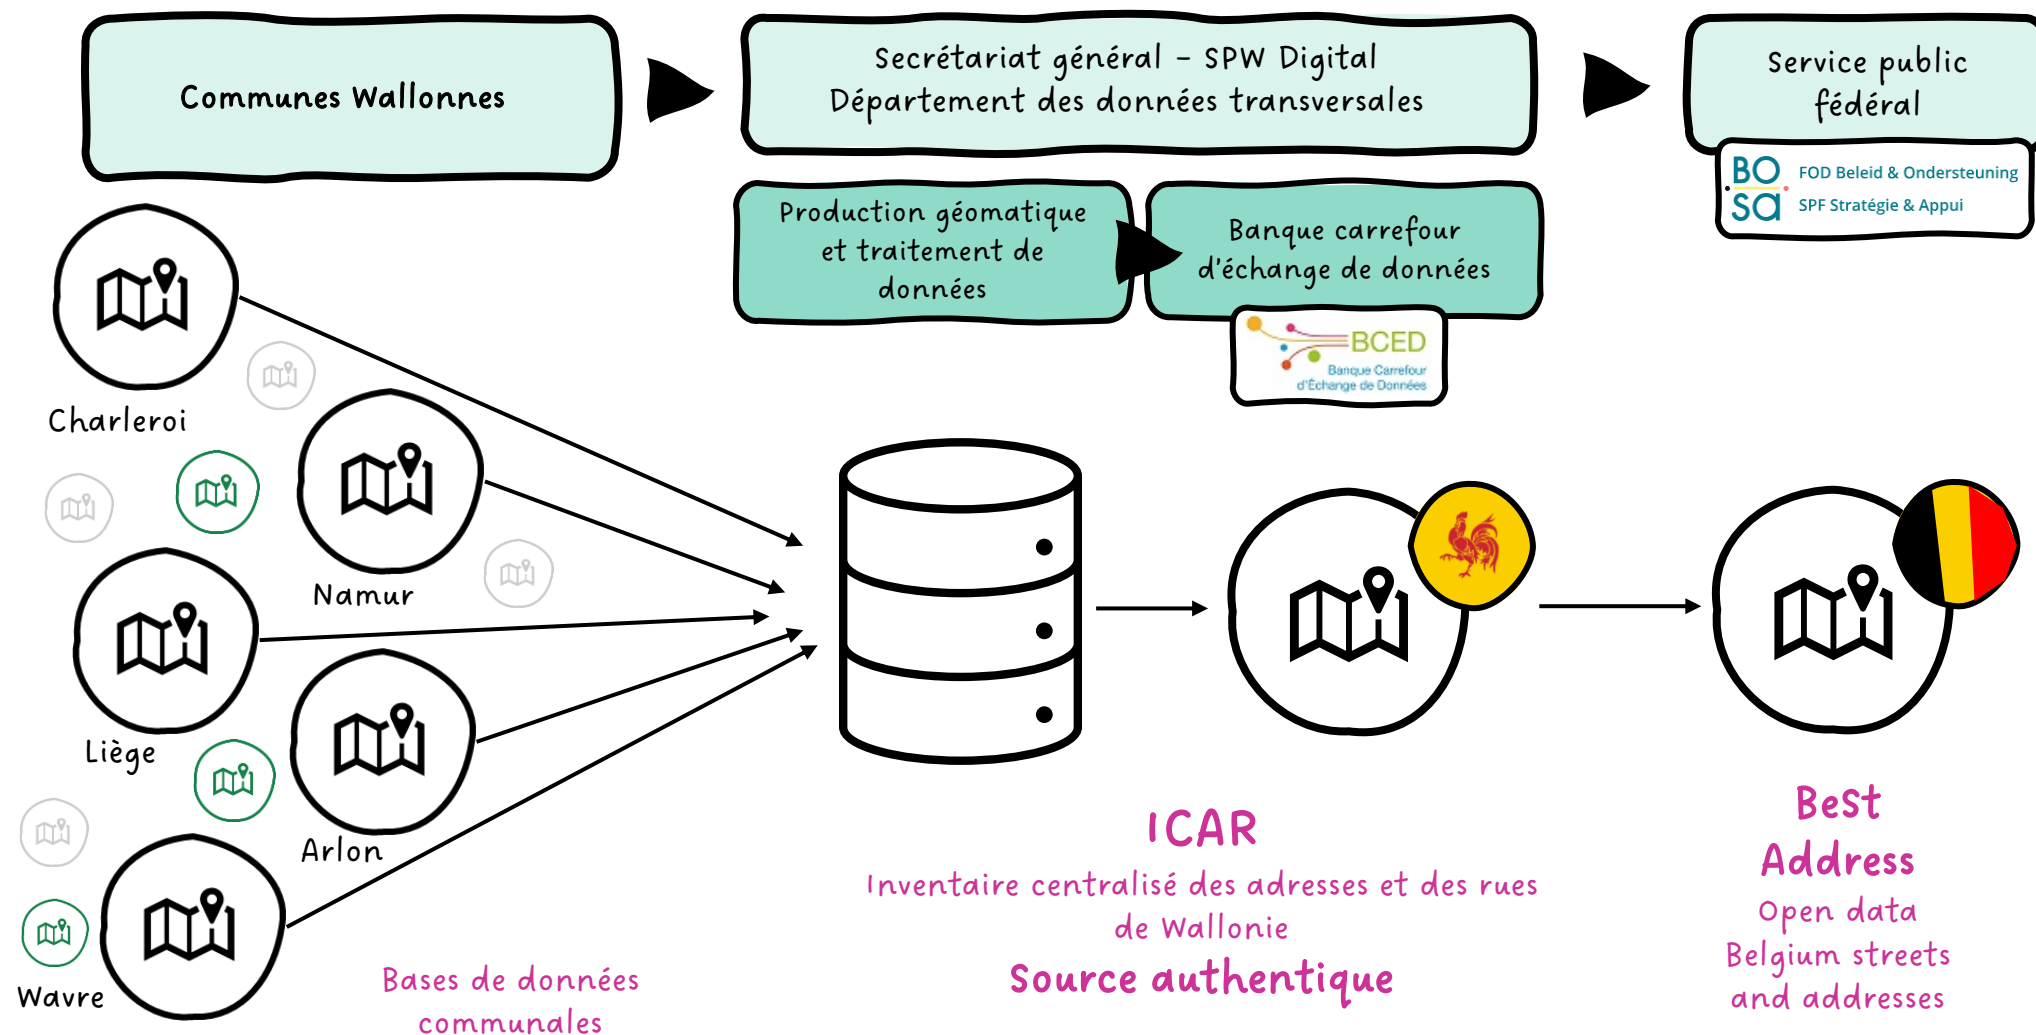 Communes Wallonnes
Secrétariat général - SPW Digital
Département des données transversales
Service public
fédéral
BO
sa
FOD Beleid & Ondersteuning
SPF Stratégie & Appui
Production géomatique
et traitement de
données
Banque carrefour
d'échange de données
BCED
Banque Carrefour
d'Échange de Données
Charleroi
Namur
Liège
Arlon
Wavre
Bases de données
communales
ICAR
Inventaire centralisé des adresses et des rues
de Wallonie
Source authentique
BeSt
Address
Open data
Belgium streets
and addresses